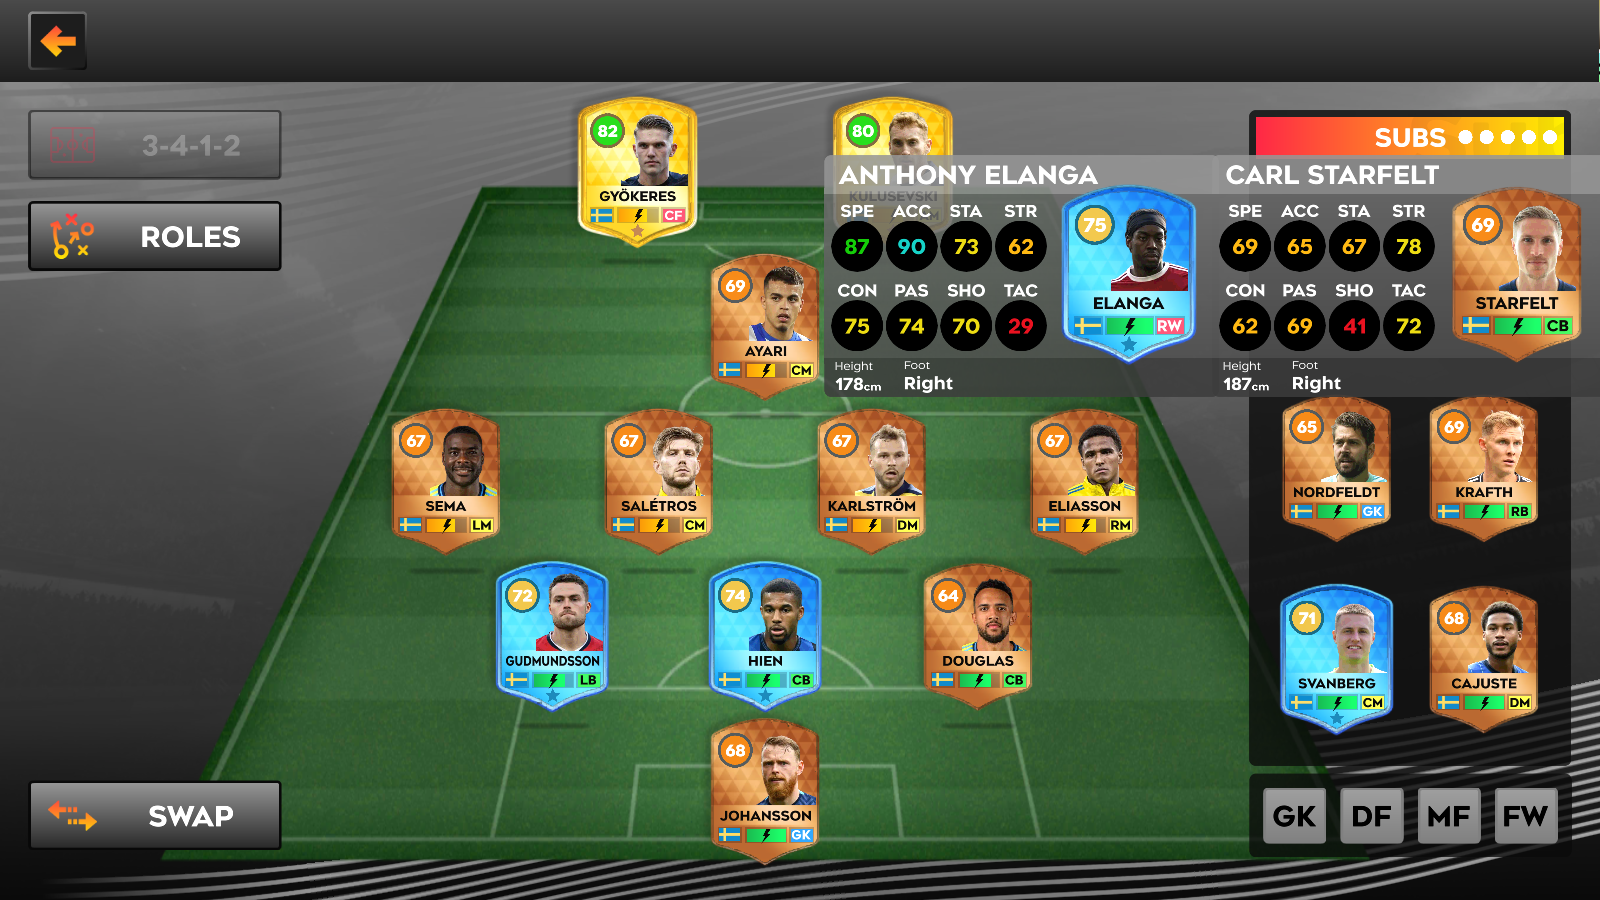 3-4-1-2
ROLES
SWAP
82
GYÖKERES
CF
80
KULUSEVSKI
69
AYARI
CM
67
SEMA
LM
67
SALÉTROS
CM
67
KARLSTRÖM
DM
67
ELIASSON
RM
72
GUDMUNDSSON
LB
74
HIEN
CB
64
DOUGLAS
CB
68
JOHANSSON
GK
ANTHONY ELANGA
SPE ACC STA STR
87 90 73 62
CON PAS SHO TAC
75 74 70 29
Height Foot
178cm Right
75
ELANGA
RW
SUBS
CARL STARFELT
SPE ACC STA STR
69 65 67 78
CON PAS SHO TAC
62 69 41 72
Height Foot
187cm Right
69
STARFELT
CB
65
NORDFELDT
GK
69
KRAFTH
RB
71
SVANBERG
CM
68
CAJUSTE
DM
GK DF MF FW